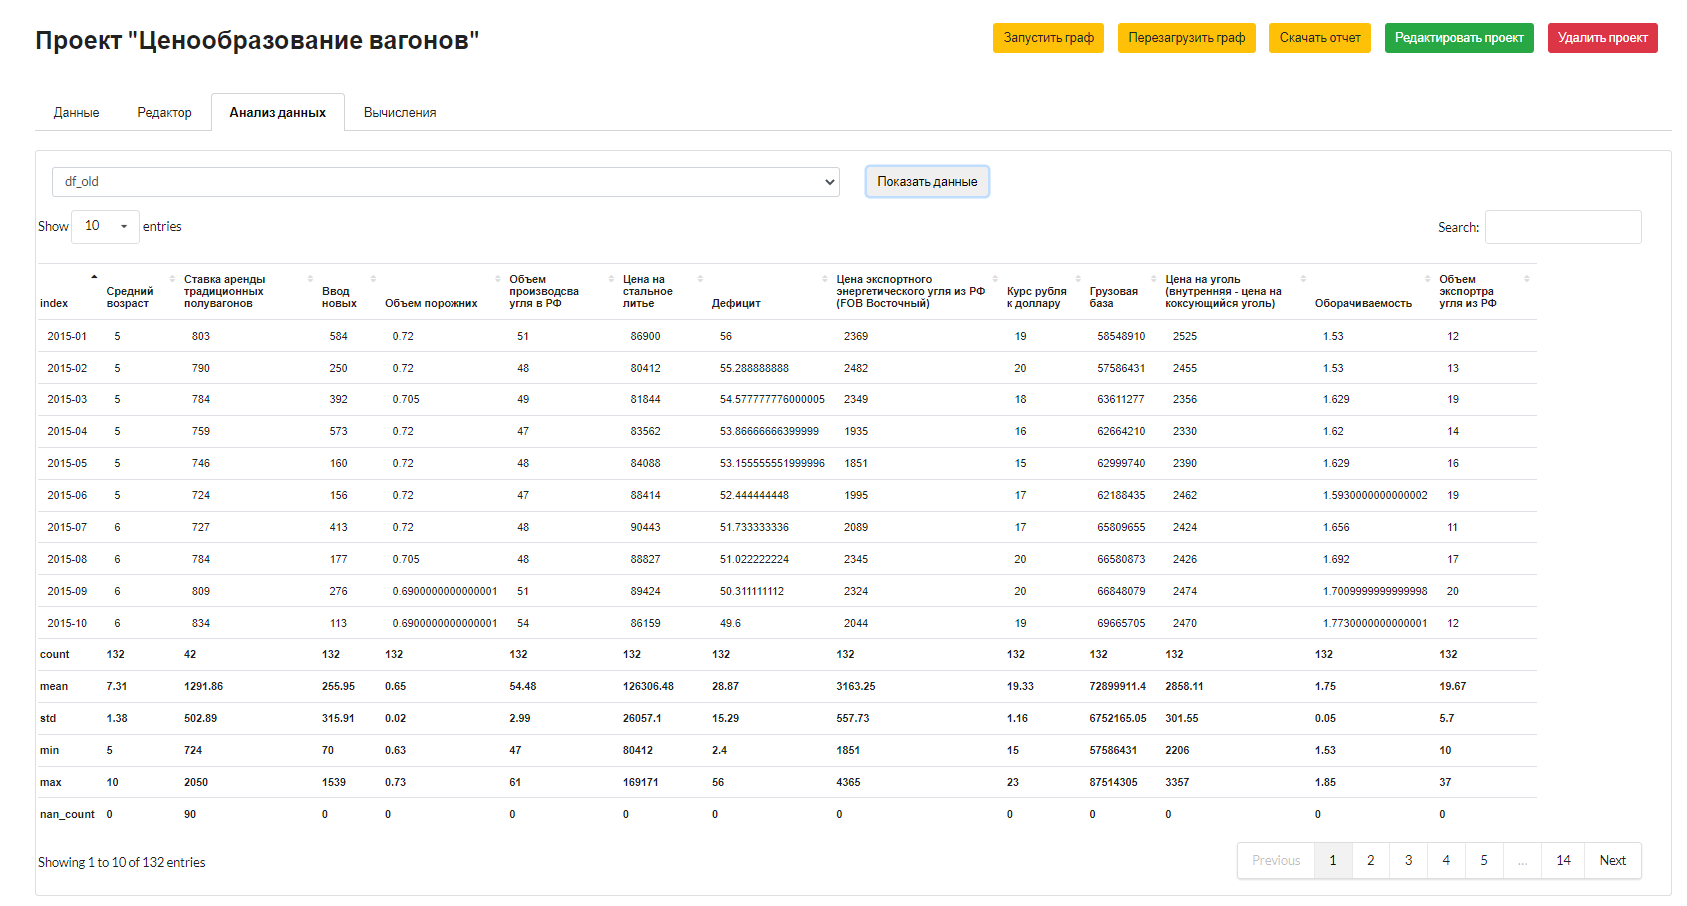 Проект "Ценообразование вагонов"
Запустить граф Перезагрузить граф Скачать отчет Редактировать проект Удалить проект
Данные Редактор Анализ данных Вычисления
df_old Показать данные
Show 10 entries Search:
index Средний возраст Ставка аренды традиционных полувагонов Ввод новых Объем порожних Объем производсва угля в РФ Цена на стальное литье Дефицит Цена экспортного энергетического угля из РФ (FOB Восточный) Курс рубля к доллару Грузовая база Цена на уголь (внутренняя - цена на коксующийся уголь) Оборачиваемость Объем экспортра угля из РФ
2015-01 5 803 584 0.72 51 86900 56 2369 19 58548910 2525 1.53 12
2015-02 5 790 250 0.72 48 80412 55.288888888 2482 20 57586431 2455 1.53 13
2015-03 5 784 392 0.705 49 81844 54.577777776000005 2349 18 63611277 2356 1.629 19
2015-04 5 759 573 0.72 47 83562 53.86666666399999 1935 16 62664210 2330 1.62 14
2015-05 5 746 160 0.72 48 84088 53.155555551999996 1851 15 62999740 2390 1.629 16
2015-06 5 724 156 0.72 47 88414 52.444444448 1995 17 62188435 2462 1.5930000000000002 19
2015-07 6 727 413 0.72 48 90443 51.733333336 2089 17 65809655 2424 1.656 11
2015-08 6 784 177 0.705 48 88827 51.022222224 2345 20 66580873 2426 1.692 17
2015-09 6 809 276 0.6900000000000001 51 89424 50.311111112 2324 20 66848079 2474 1.7009999999999998 20
2015-10 6 834 113 0.6900000000000001 54 86159 49.6 2044 19 69665705 2470 1.7730000000000001 12
count 132 42 132 132 132 132 132 132 132 132 132 132 132
mean 7.31 1291.86 255.95 0.65 54.48 126306.48 28.87 3163.25 19.33 72899911.4 2858.11 1.75 19.67
std 1.38 502.89 315.91 0.02 2.99 26057.1 15.29 557.73 1.16 6752165.05 301.55 0.05 5.7
min 5 724 70 0.63 47 80412 2.4 1851 15 57586431 2206 1.53 10
max 10 2050 1539 0.73 61 169171 56 4365 23 87514305 3357 1.85 37
nan_count 0 90 0 0 0 0 0 0 0 0 0 0 0
Showing 1 to 10 of 132 entries Previous 1 2 3 4 5 ... 14 Next